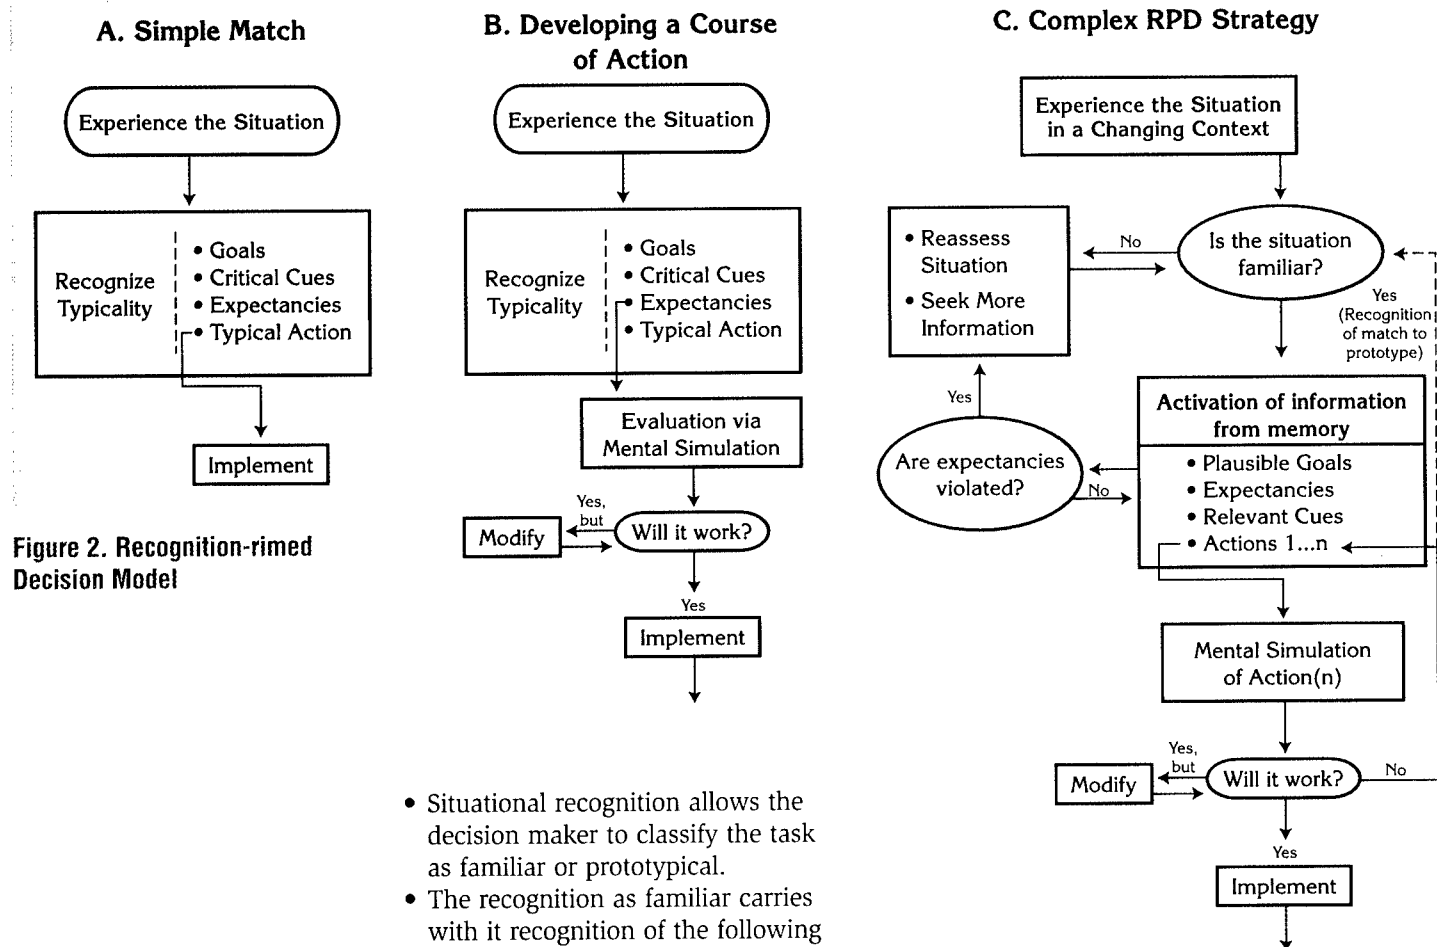 A. Simple Match
Experience the Situation
Recognize
Typicality
• Goals
• Critical Cues
• Expectancies
• Typical Action
Implement
Figure 2. Recognition-rimed
Decision Model
B. Developing a Course
of Action
Experience the Situation
Recognize
Typicality
• Goals
• Critical Cues
• Expectancies
• Typical Action
Evaluation via
Mental Simulation
Yes,
but
Modify
Will it work?
Yes
Implement
• Situational recognition allows the
decision maker to classify the task
as familiar or prototypical.
• The recognition as familiar carries
with it recognition of the following
C. Complex RPD Strategy
Experience the Situation
in a Changing Context
• Reassess
Situation
• Seek More
Information
No
Is the situation
familiar?
Yes
(Recognition
of match to
prototype)
Yes
Are expectancies
violated?
No
Activation of information
from memory
• Plausible Goals
• Expectancies
• Relevant Cues
• Actions 1...n
Mental Simulation
of Action(n)
Yes,
but
Modify
Will it work?
No
Yes
Implement